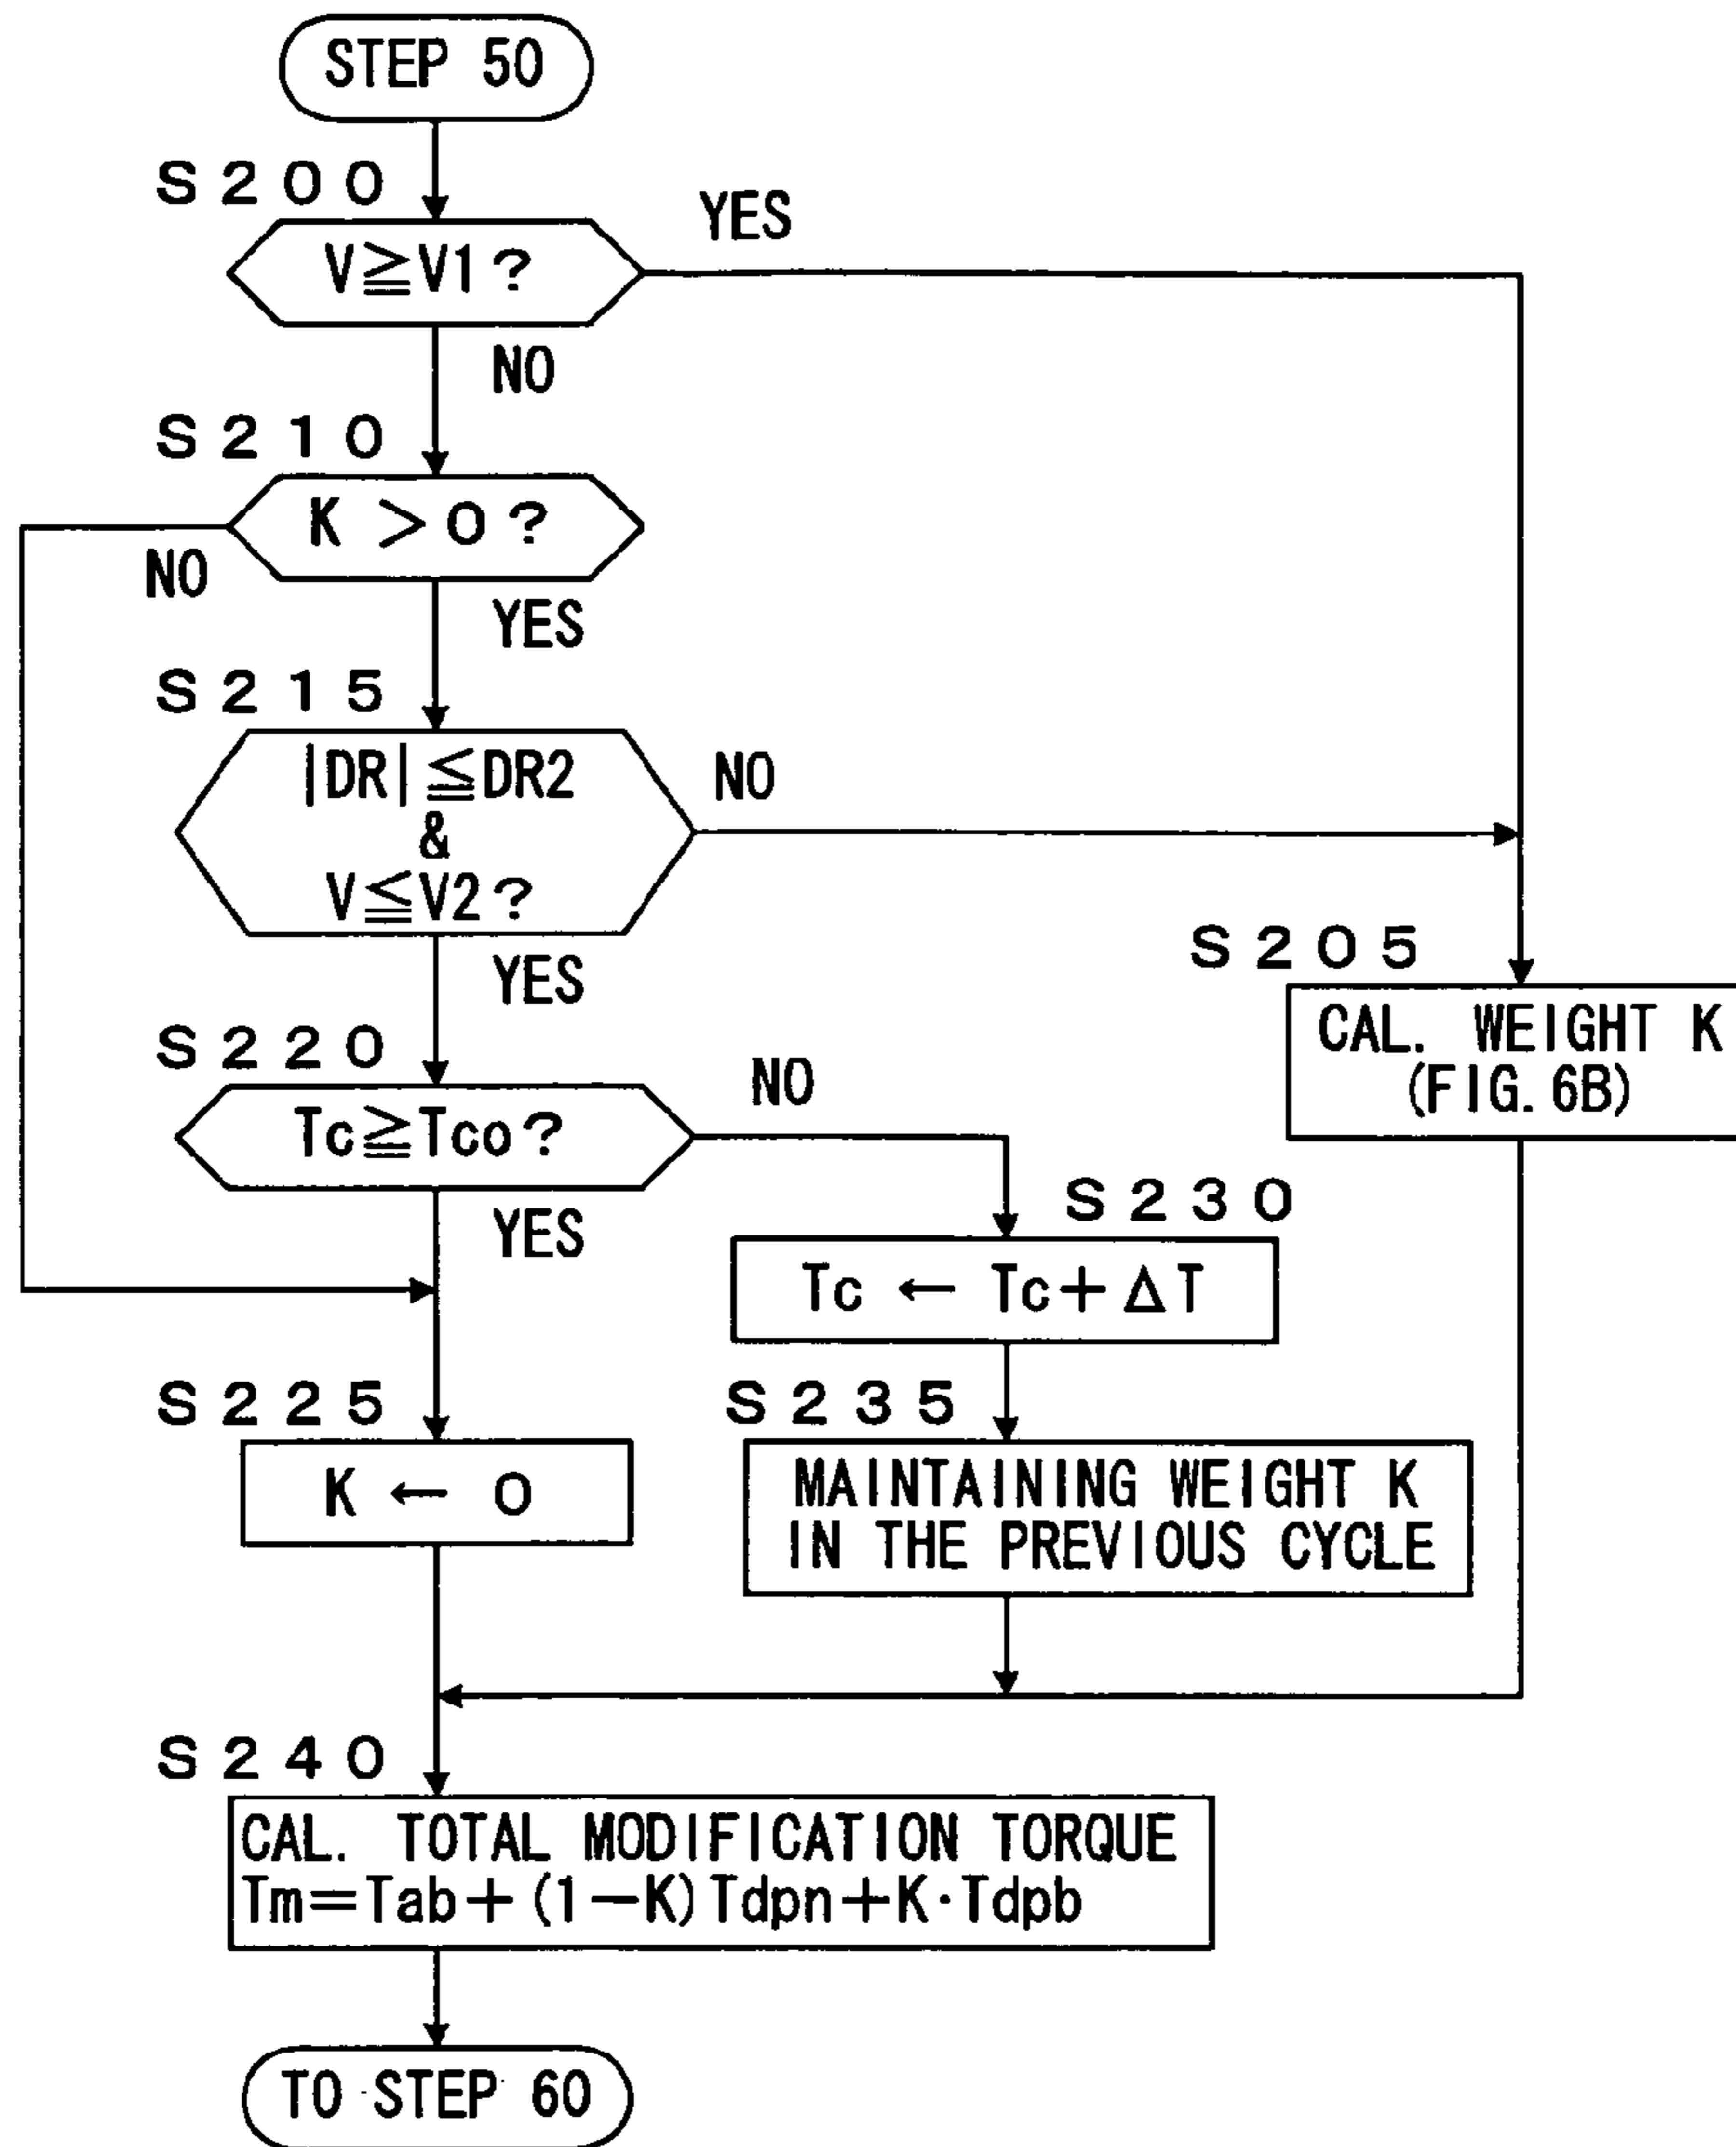 STEP 50
S200
V≧V1?
YES
NO
S210
K > 0?
NO
YES
S215
|DR|≦DR2
&
V≦V2?
NO
YES
S205
CAL. WEIGHT K
(FIG. 6B)
S220
Tc≧Tco?
NO
YES
S230
Tc ← Tc+ΔT
S225
K ← 0
S235
MAINTAINING WEIGHT K
IN THE PREVIOUS CYCLE
S240
CAL. TOTAL MODIFICATION TORQUE
Tm=Tab+(1-K)Tdpn+K·Tdpb
TO STEP 60